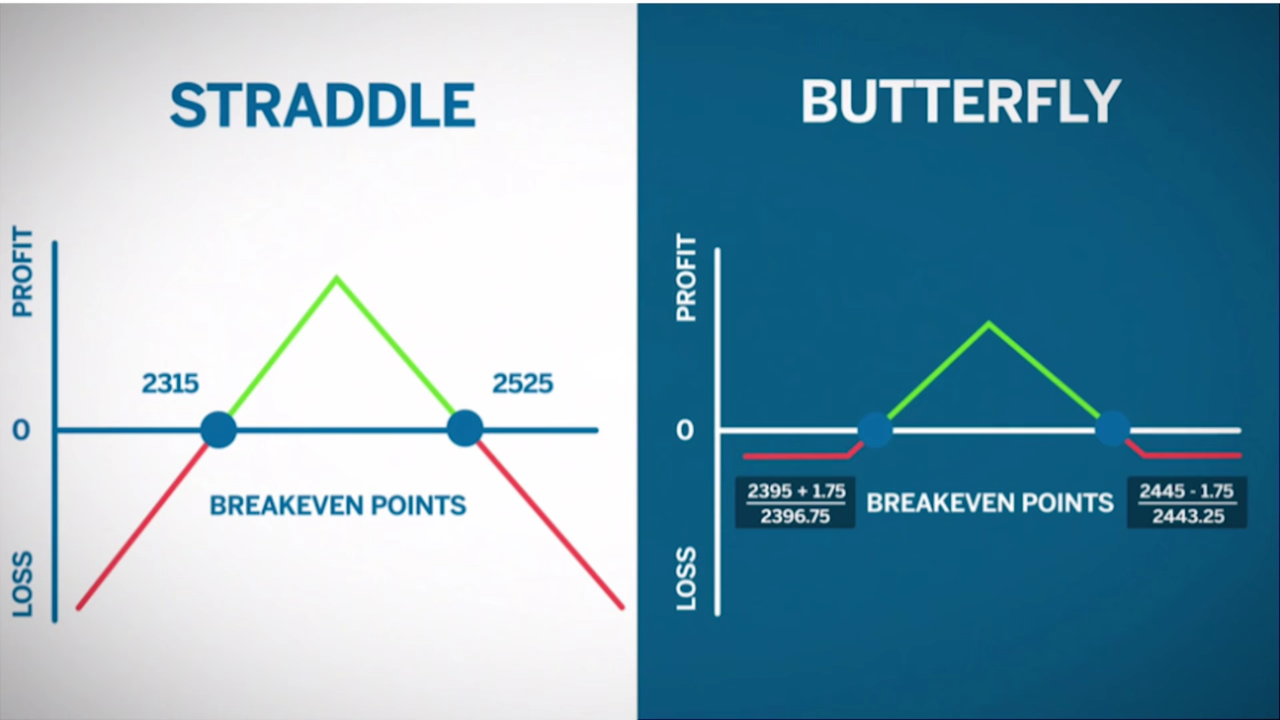 STRADDLE
PROFIT
2315
2525
0
BREAKEVEN POINTS
LOSS
BUTTERFLY
PROFIT
0
2395 + 1.75
2396.75
BREAKEVEN POINTS
2445 - 1.75
2443.25
LOSS